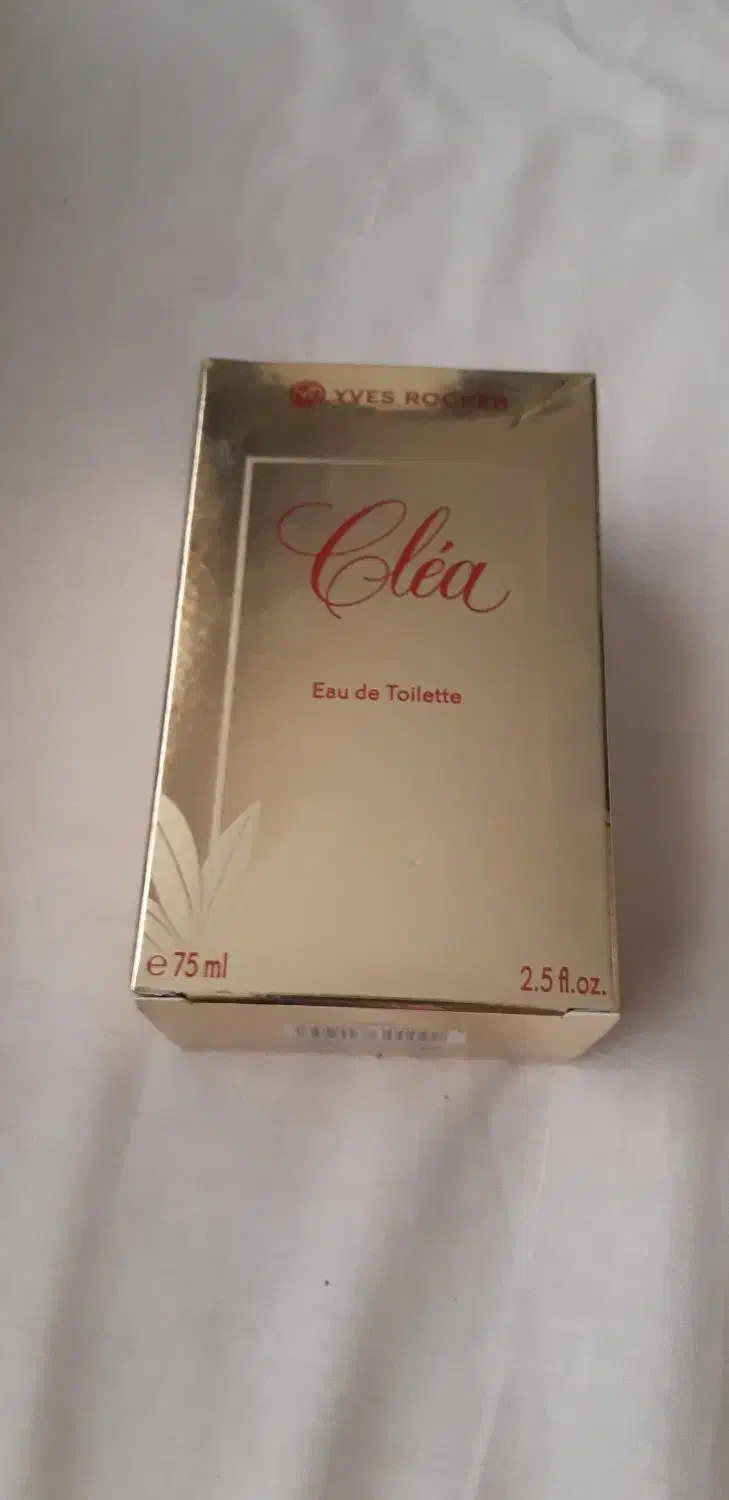 YVES ROCHER
Cléa
Eau de Toilette
e 75 ml
2.5 fl.oz.